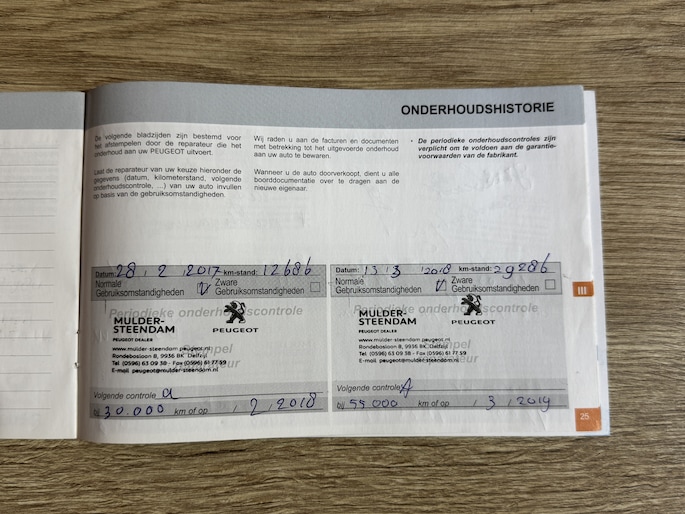 ONDERHOUDSHISTORIE
De volgende bladzijden zijn bestemd voor
het afstempelen door de reparateur die het
onderhoud aan uw PEUGEOT uitvoert.
Laat de reparateur van uw keuze hieronder de
gegevens (datum, kilometerstand, volgende
onderhoudscontrole, ...) van uw auto invullen
op basis van de gebruiksomstandigheden.
Wij raden u aan de facturen en documenten
met betrekking tot het uitgevoerde onderhoud
aan uw auto te bewaren.
Wanneer u de auto doorverkoopt, dient u alle
boorddocumentatie over te dragen aan de
nieuwe eigenaar.
• De periodieke onderhoudscontroles zijn
verplicht om te voldoen aan de garantie-
voorwaarden van de fabrikant.
Datum: 28 / 2 / 2017 km-stand: 12686
Normale Gebruiksomstandigheden
Zware Gebruiksomstandigheden
Periodieke onderhoudscontrole
MULDER-
STEENDAM
PEUGEOT DEALER
PEUGEOT
www.mulder-steendam.peugeot.nl
Rondeboslaan 8, 9936 BK Delfzijl
Tel. (0596) 63 09 38 - Fax (0596) 61 77 59
E-mail peugeot@mulder-steendam.nl
Volgende controle a
bij 30.000 km of op / 2 / 2018
Datum: 13 / 3 / 2018 km-stand: 29286
Normale Gebruiksomstandigheden
Zware Gebruiksomstandigheden
Periodieke onderhoudscontrole
MULDER-
STEENDAM
PEUGEOT DEALER
PEUGEOT
www.mulder-steendam.peugeot.nl
Rondeboslaan 8, 9936 BK Delfzijl
Tel. (0596) 63 09 38 - Fax (0596) 61 77 59
E-mail peugeot@mulder-steendam.nl
Volgende controle A
bij 55 000 km of op / 3 / 2019
III
25